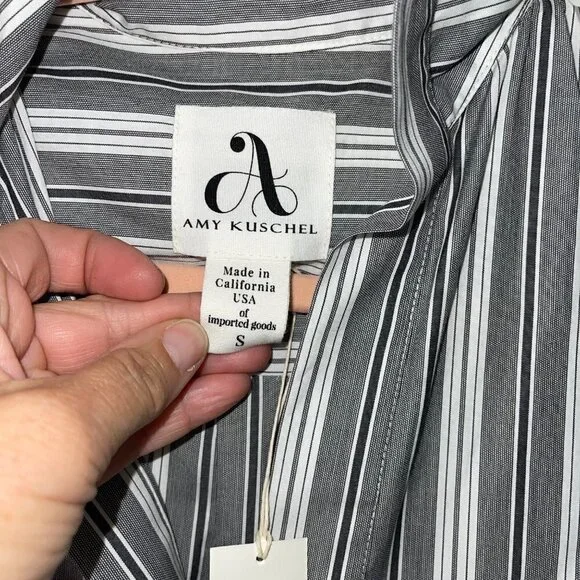 A
AMY KUSCHEL
Made in
California
USA
of
imported goods
S